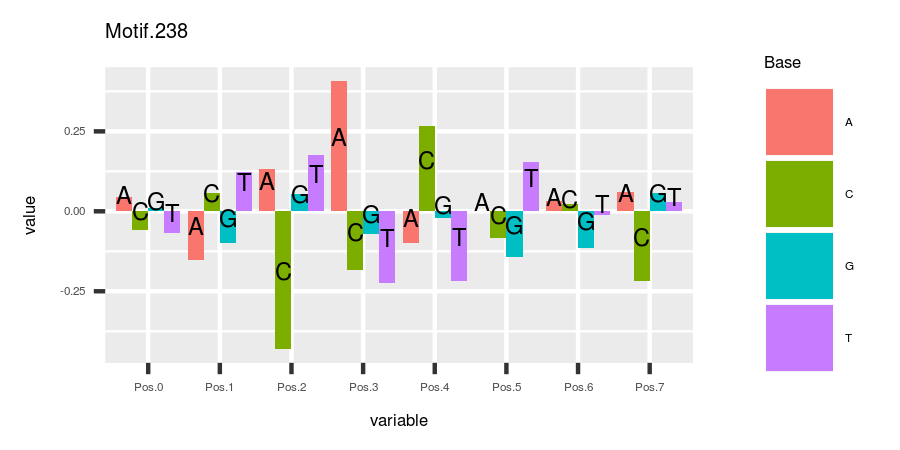 Motif.238
Base
A
C
G
T
value
0.25
0.00
-0.25
A C G T A C G T A C G T A C G T A C G T A C G T A C G T A C G T
Pos.0 Pos.1 Pos.2 Pos.3 Pos.4 Pos.5 Pos.6 Pos.7
variable